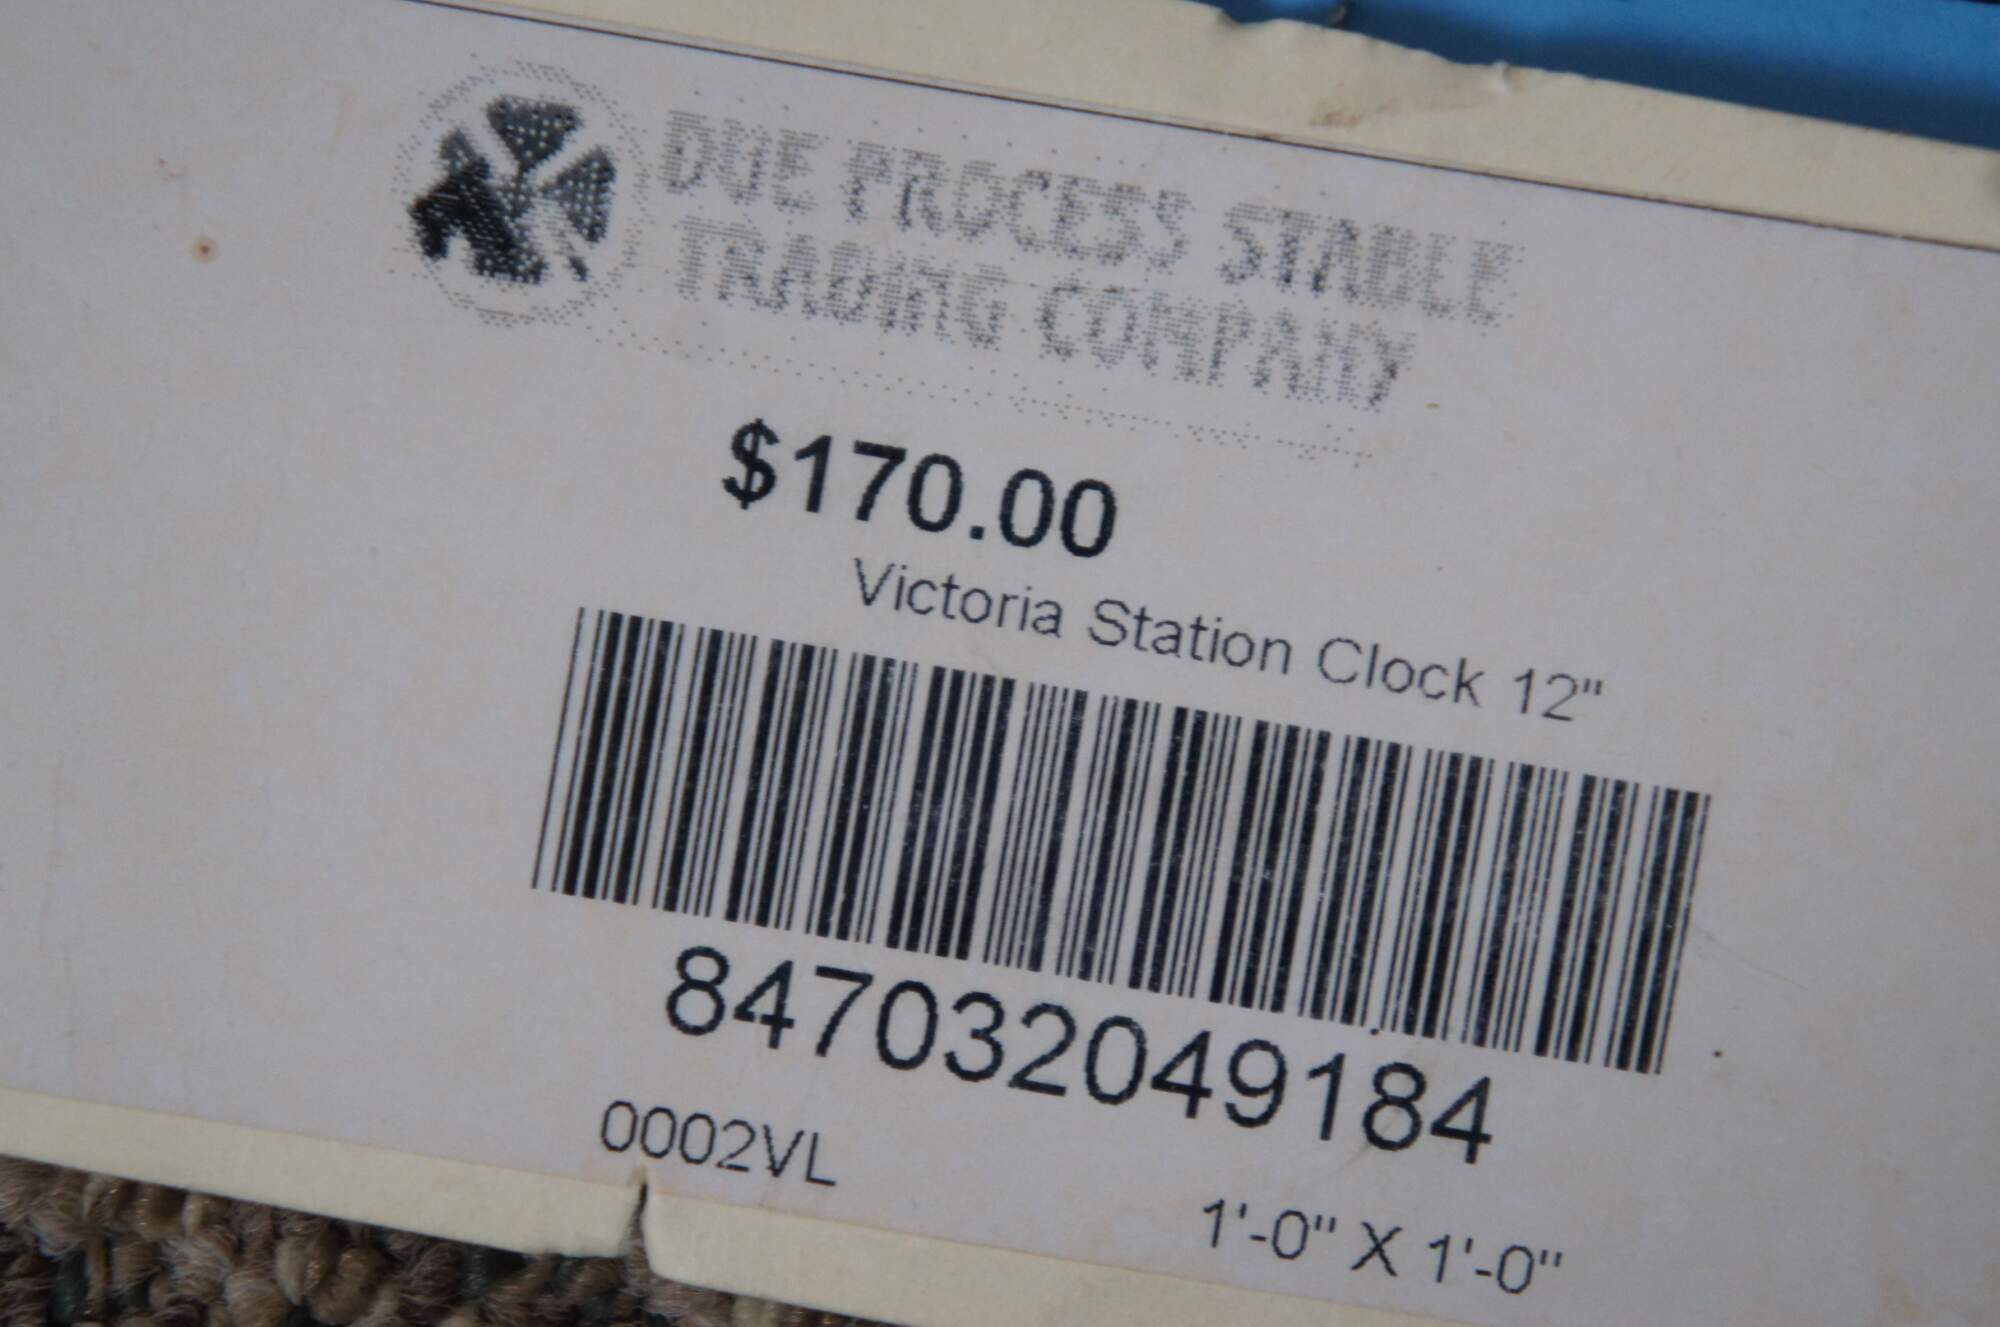 DUE PROCESS STABLE
TRADING COMPANY
$170.00
Victoria Station Clock 12"
847032049184
0002VL
1'-0" X 1'-0"